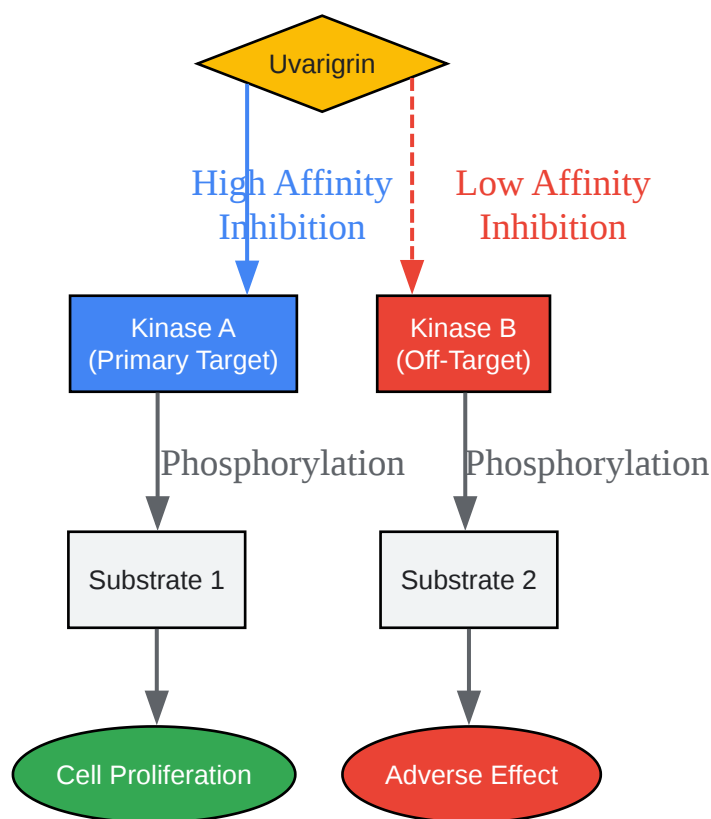 Uvarigrin
High Affinity
Inhibition
Low Affinity
Inhibition
Kinase A
(Primary Target)
Kinase B
(Off-Target)
Phosphorylation
Phosphorylation
Substrate 1
Substrate 2
Cell Proliferation
Adverse Effect